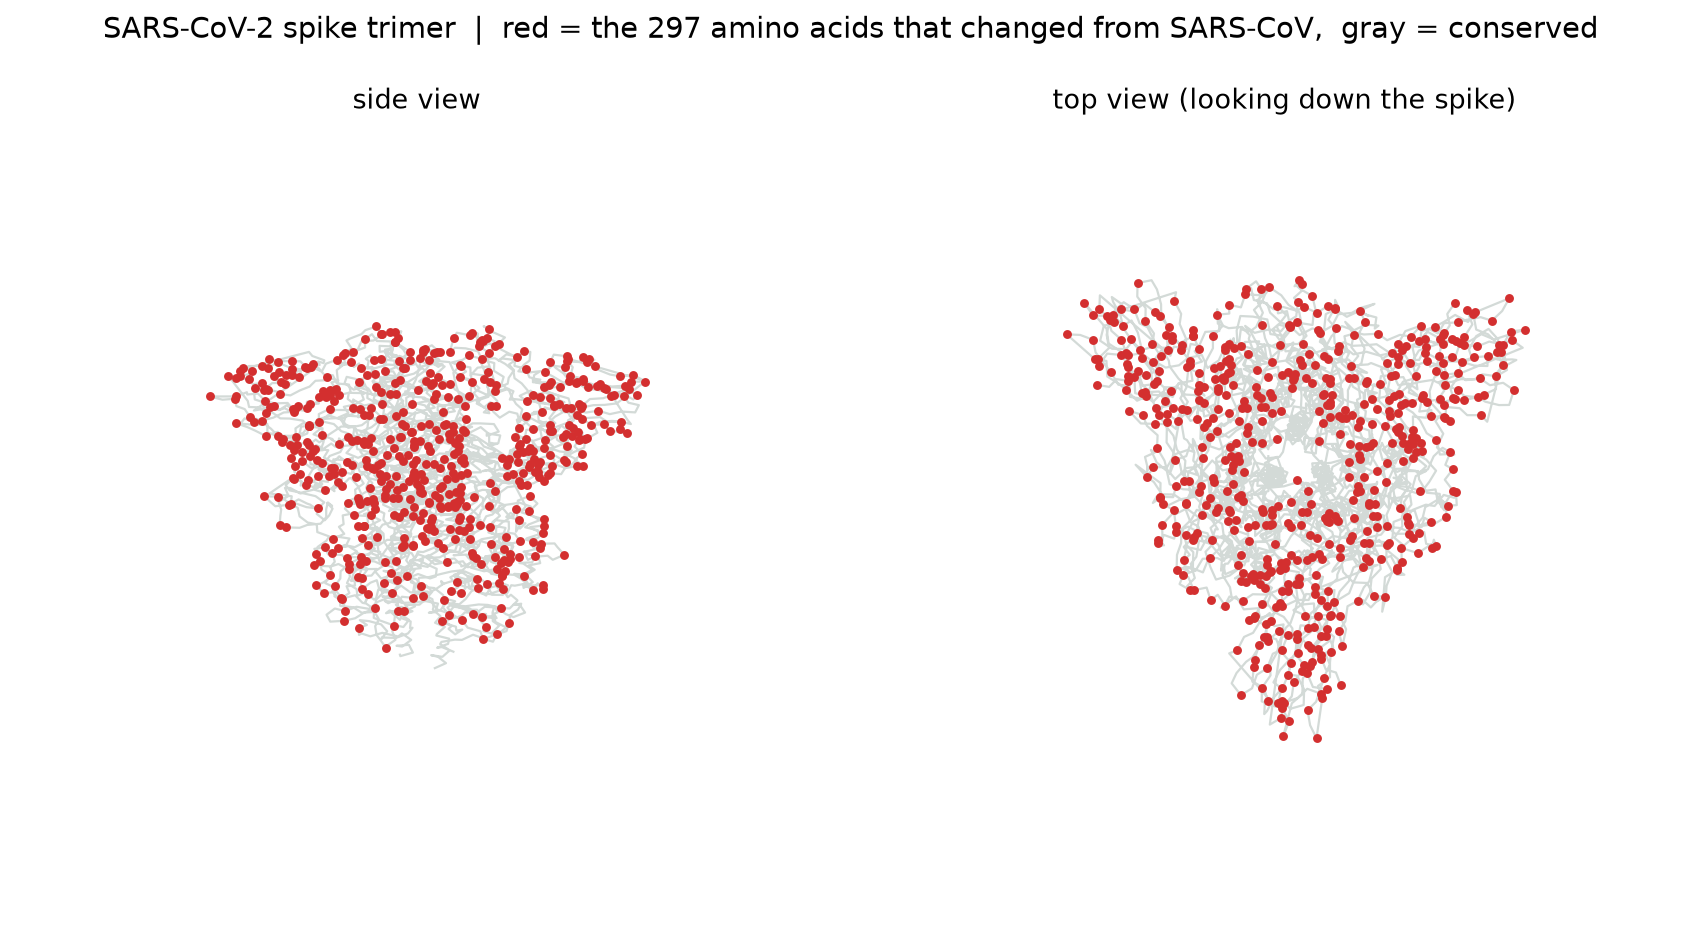 SARS-CoV-2 spike trimer | red = the 297 amino acids that changed from SARS-CoV, gray = conserved
side view
top view (looking down the spike)